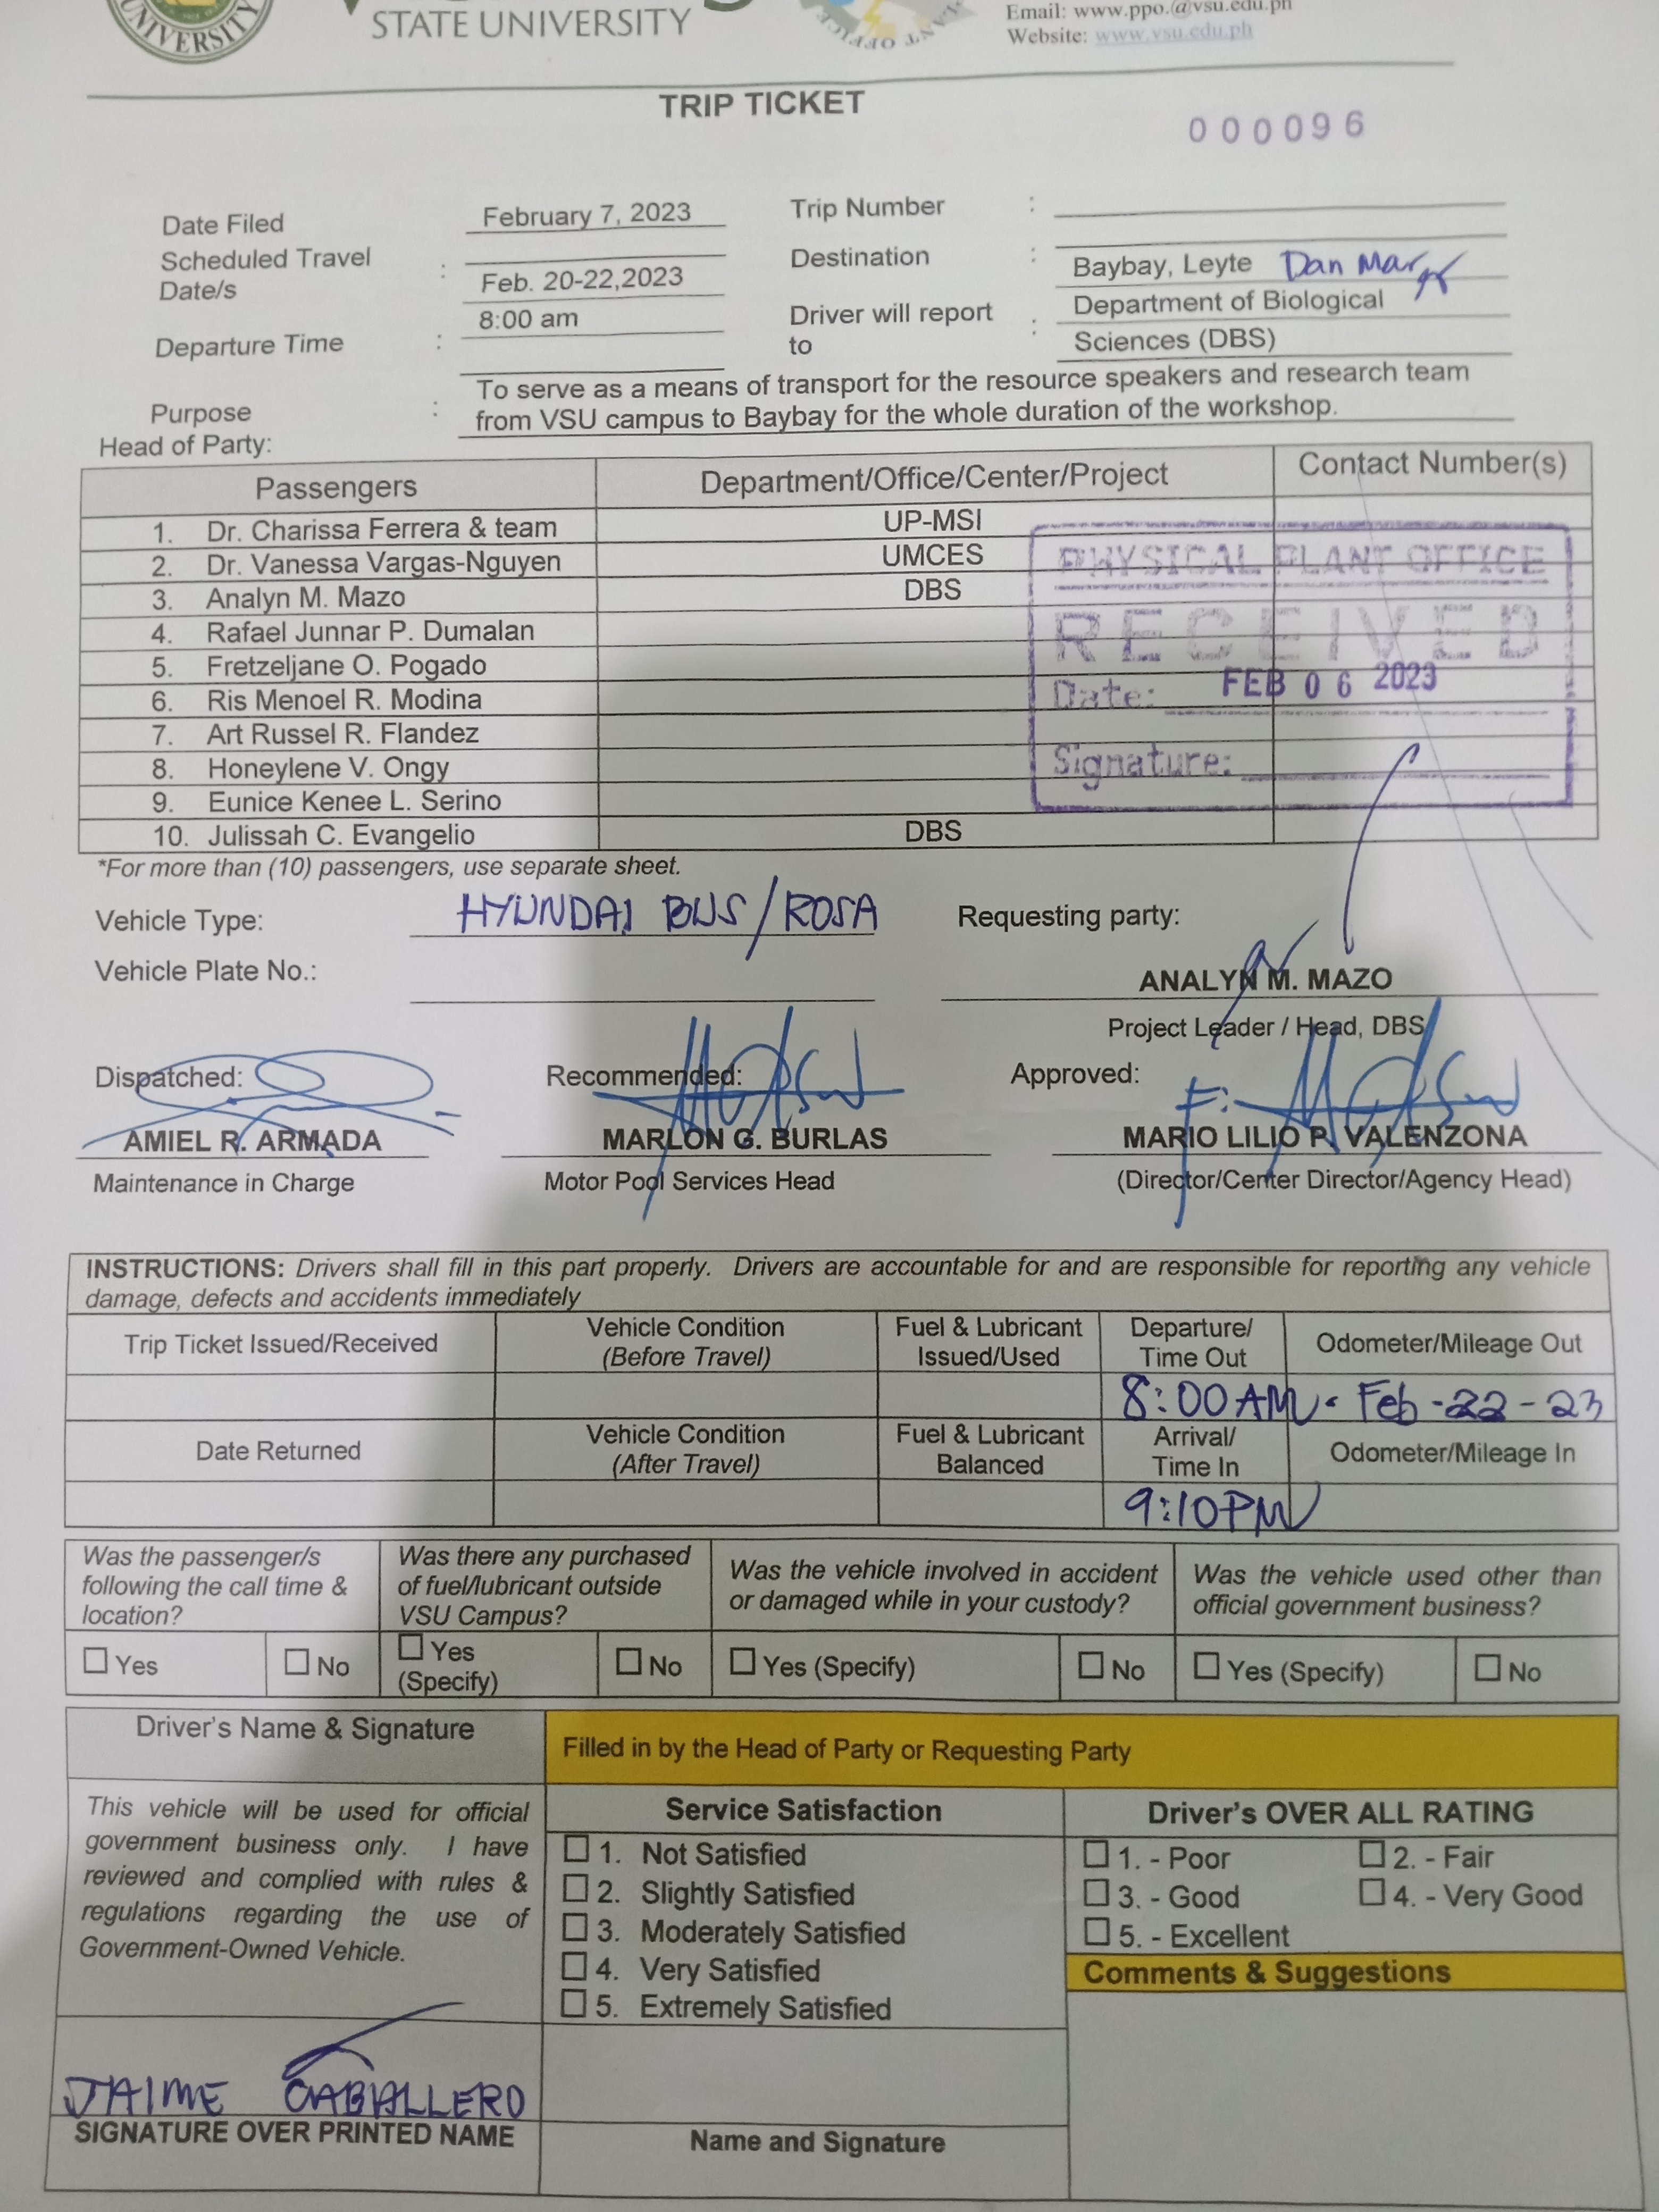 UNIVERSITY
STATE UNIVERSITY
PLANT OFFICE
Email: www.ppo.@vsu.edu.ph
Website: www.vsu.edu.ph
TRIP TICKET
000096
Date Filed February 7, 2023 Trip Number :
Scheduled Travel Date/s : Feb. 20-22,2023 Destination : Baybay, Leyte Dan Mar
Departure Time : 8:00 am Driver will report to : Department of Biological Sciences (DBS)
Purpose : To serve as a means of transport for the resource speakers and research team
from VSU campus to Baybay for the whole duration of the workshop.
Head of Party:
Passengers Department/Office/Center/Project Contact Number(s)
1. Dr. Charissa Ferrera & team UP-MSI
2. Dr. Vanessa Vargas-Nguyen UMCES
3. Analyn M. Mazo DBS
4. Rafael Junnar P. Dumalan
5. Fretzeljane O. Pogado
6. Ris Menoel R. Modina
7. Art Russel R. Flandez
8. Honeylene V. Ongy
9. Eunice Kenee L. Serino
10. Julissah C. Evangelio DBS
PHYSICAL PLANT OFFICE
RECEIVED
Date: FEB 06 2023
Signature:
*For more than (10) passengers, use separate sheet.
Vehicle Type: HYUNDAI BUS/ROSA Requesting party:
Vehicle Plate No.: ANALYN M. MAZO
Project Leader / Head, DBS
Dispatched: Recommended: Approved:
F:
AMIEL R. ARMADA MARLON G. BURLAS MARIO LILIO P. VALENZONA
Maintenance in Charge Motor Pool Services Head (Director/Center Director/Agency Head)
INSTRUCTIONS: Drivers shall fill in this part properly. Drivers are accountable for and are responsible for reporting any vehicle
damage, defects and accidents immediately
Trip Ticket Issued/Received Vehicle Condition (Before Travel) Fuel & Lubricant Issued/Used Departure/ Time Out Odometer/Mileage Out
8:00AM - Feb-22-23
Date Returned Vehicle Condition (After Travel) Fuel & Lubricant Balanced Arrival/ Time In Odometer/Mileage In
9:10PM
Was the passenger/s following the call time & location? Was there any purchased of fuel/lubricant outside VSU Campus? Was the vehicle involved in accident or damaged while in your custody? Was the vehicle used other than official government business?
☐ Yes ☐ No ☐ Yes (Specify) ☐ No ☐ Yes (Specify) ☐ No ☐ Yes (Specify) ☐ No
Driver's Name & Signature Filled in by the Head of Party or Requesting Party
This vehicle will be used for official
government business only. I have
reviewed and complied with rules &
regulations regarding the use of
Government-Owned Vehicle.
Service Satisfaction
☐ 1. Not Satisfied
☐ 2. Slightly Satisfied
☐ 3. Moderately Satisfied
☐ 4. Very Satisfied
☐ 5. Extremely Satisfied
Driver's OVER ALL RATING
☐ 1. - Poor ☐ 2. - Fair
☐ 3. - Good ☐ 4. - Very Good
☐ 5. - Excellent
Comments & Suggestions
JAIME CABALLERO
SIGNATURE OVER PRINTED NAME Name and Signature